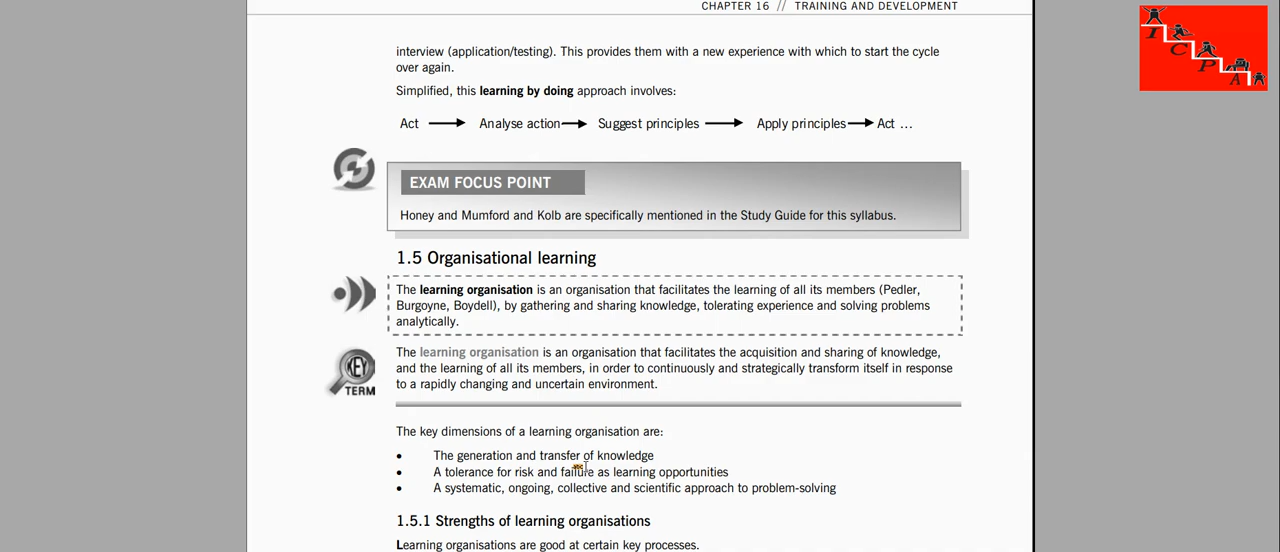 CHAPTER 16 // TRAINING AND DEVELOPMENT
I C P A
interview (application/testing). This provides them with a new experience with which to start the cycle
over again.
Simplified, this learning by doing approach involves:
Act Analyse action Suggest principles Apply principles Act ...
EXAM FOCUS POINT
Honey and Mumford and Kolb are specifically mentioned in the Study Guide for this syllabus.
1.5 Organisational learning
The learning organisation is an organisation that facilitates the learning of all its members (Pedler,
Burgoyne, Boydell), by gathering and sharing knowledge, tolerating experience and solving problems
analytically.
KEY
TERM
The learning organisation is an organisation that facilitates the acquisition and sharing of knowledge,
and the learning of all its members, in order to continuously and strategically transform itself in response
to a rapidly changing and uncertain environment.
The key dimensions of a learning organisation are:
• The generation and transfer of knowledge
• A tolerance for risk and failure as learning opportunities
• A systematic, ongoing, collective and scientific approach to problem-solving
1.5.1 Strengths of learning organisations
Learning organisations are good at certain key processes.